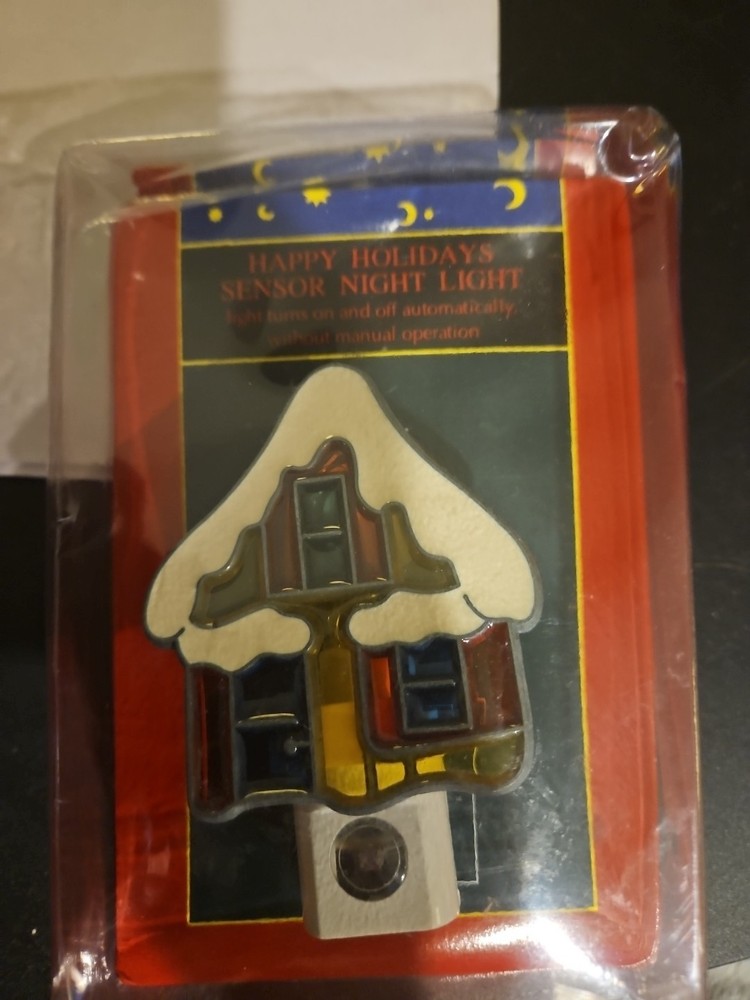 HAPPY HOLIDAYS
SENSOR NIGHT LIGHT
light turns on and off automatically,
without manual operation